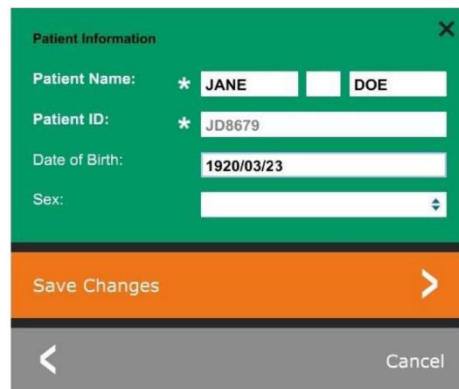 Patient Information
Patient Name: * JANE DOE
Patient ID: * JD8679
Date of Birth: 1920/03/23
Sex:
Save Changes
Cancel